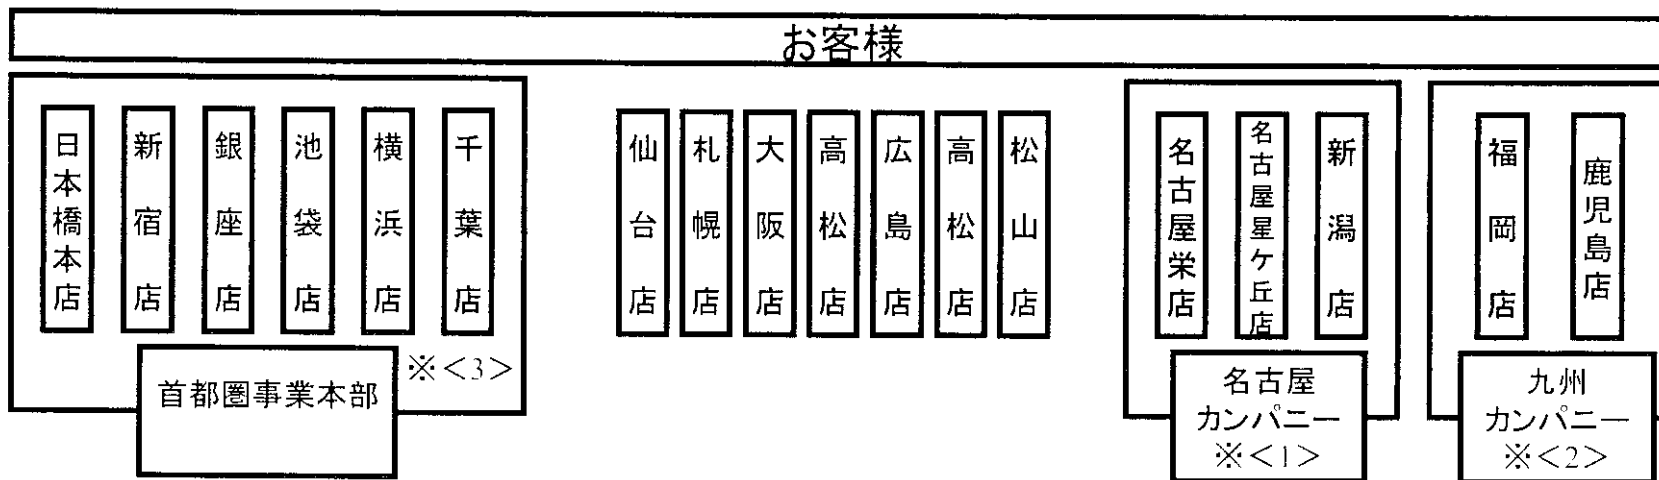 お客様
日本橋本店
新宿店
銀座店
池袋店
横浜店
千葉店
仙台店
札幌店
大阪店
高松店
広島店
高松店
松山店
名古屋栄店
名古屋星ケ丘店
新潟店
福岡店
鹿児島店
※<3>
首都圏事業本部
名古屋
カンパニー
※<1>
九州
カンパニー
※<2>